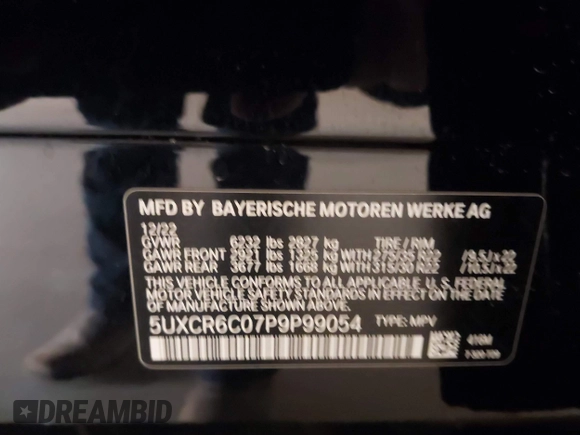 MFD BY BAYERISCHE MOTOREN WERKE AG
12/22
GVWR 6232 lbs 2827 kg TIRE / RIM
GAWR FRONT 2921 lbs 1325 kg WITH 275/35 R22 /9,5Jx22
GAWR REAR 3677 lbs 1668 kg WITH 315/30 R22 /10,5Jx22
THIS VEHICLE CONFORMS TO ALL APPLICABLE U. S. FEDERAL
MOTOR VEHICLE SAFETY STANDARDS IN EFFECT ON THE DATE
OF MANUFACTURE SHOWN ABOVE.
5UXCR6C07P9P99054 TYPE: MPV
416M
DREAMBID